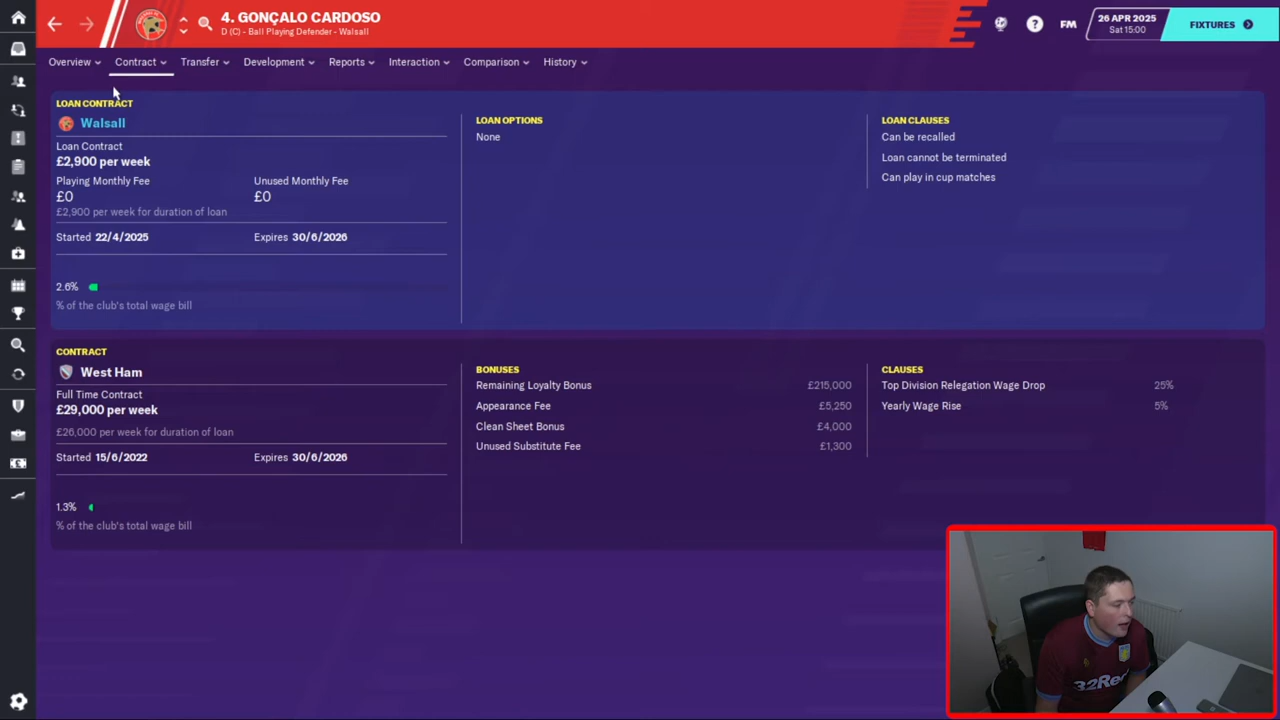 4. GONÇALO CARDOSO
D (C) - Ball Playing Defender - Walsall
FM
26 APR 2025
Sat 15:00
FIXTURES
Overview
Contract
Transfer
Development
Reports
Interaction
Comparison
History
LOAN CONTRACT
Walsall
Loan Contract
£2,900 per week
Playing Monthly Fee
Unused Monthly Fee
£0
£0
£2,900 per week for duration of loan
Started 22/4/2025
Expires 30/6/2026
2.6%
% of the club's total wage bill
LOAN OPTIONS
None
LOAN CLAUSES
Can be recalled
Loan cannot be terminated
Can play in cup matches
CONTRACT
West Ham
Full Time Contract
£29,000 per week
£26,000 per week for duration of loan
Started 15/6/2022
Expires 30/6/2026
1.3%
% of the club's total wage bill
BONUSES
Remaining Loyalty Bonus £215,000
Appearance Fee £5,250
Clean Sheet Bonus £4,000
Unused Substitute Fee £1,300
CLAUSES
Top Division Relegation Wage Drop 25%
Yearly Wage Rise 5%
32Red